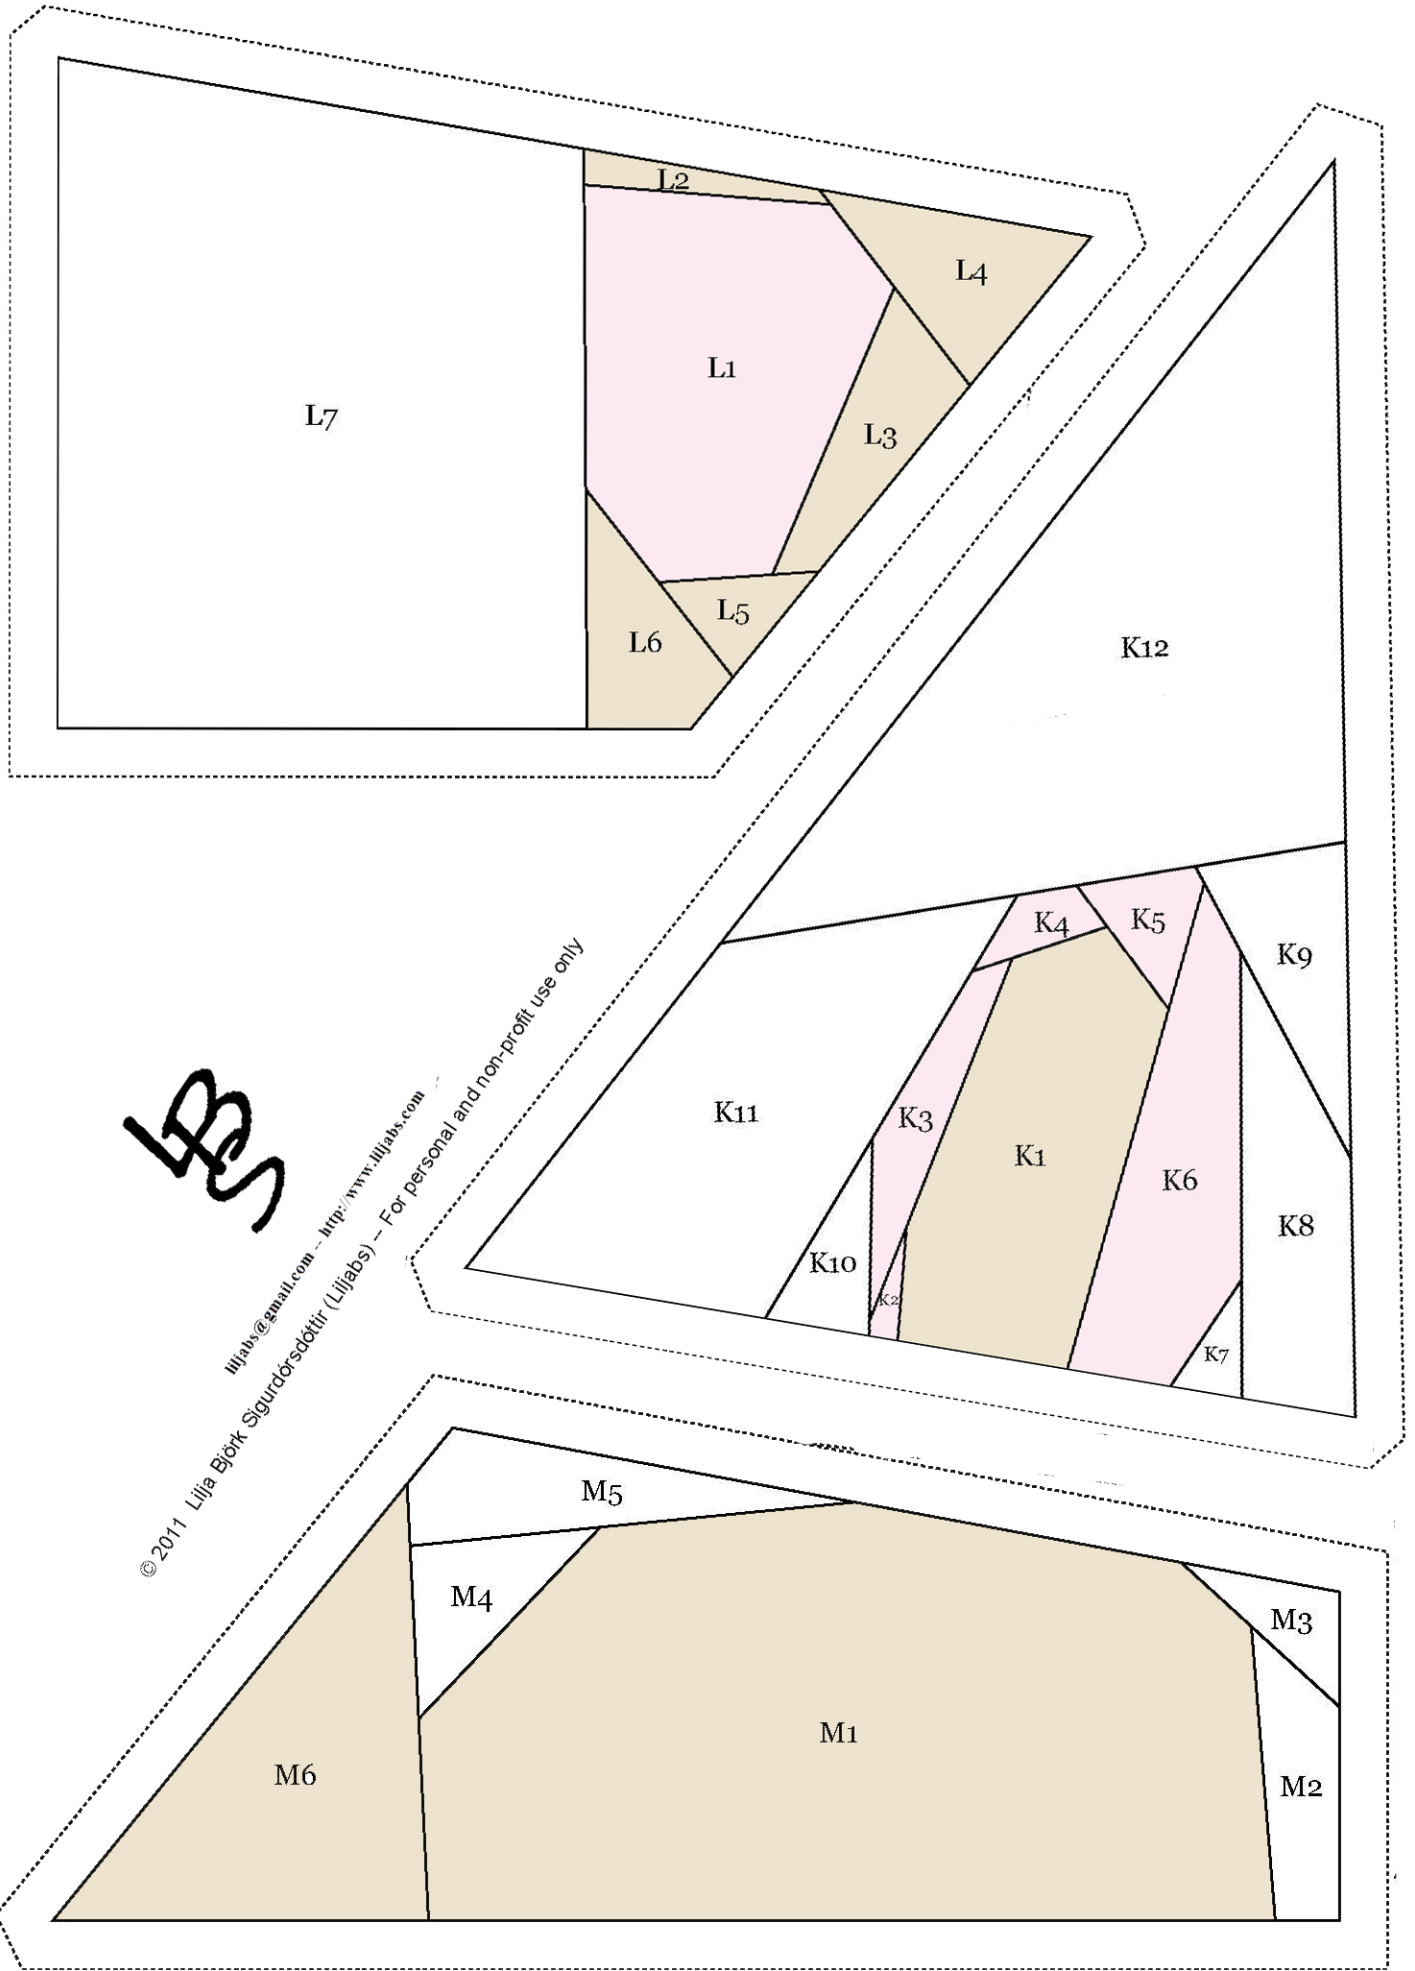 L2
L4
L1
L7
L3
L5
L6
K12
K4
K5
K9
K11
K3
K1
K6
K8
K10
K2
K7
LBS
liljabs@gmail.com -- http://www.liljabs.com
© 2011 Lilja Björk Sigurdórsdóttir (Liljabs) -- For personal and non-profit use only
M5
M4
M3
M1
M6
M2